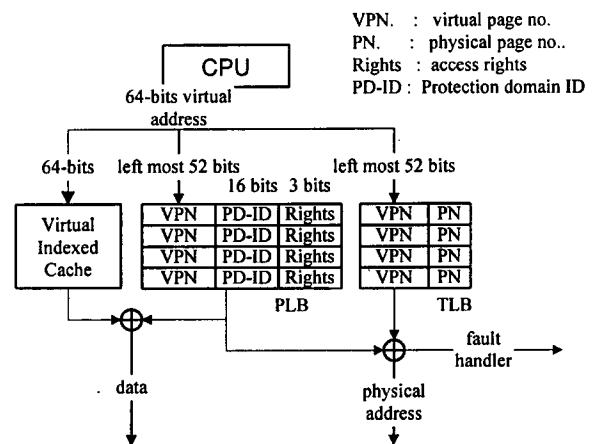 VPN. : virtual page no.
PN. : physical page no..
Rights : access rights
PD-ID : Protection domain ID
CPU
64-bits virtual
address
64-bits
left most 52 bits
left most 52 bits
16 bits 3 bits
Virtual
Indexed
Cache
VPN PD-ID Rights
VPN PD-ID Rights
VPN PD-ID Rights
VPN PD-ID Rights
PLB
VPN PN
VPN PN
VPN PN
VPN PN
TLB
fault
handler
data
physical
address